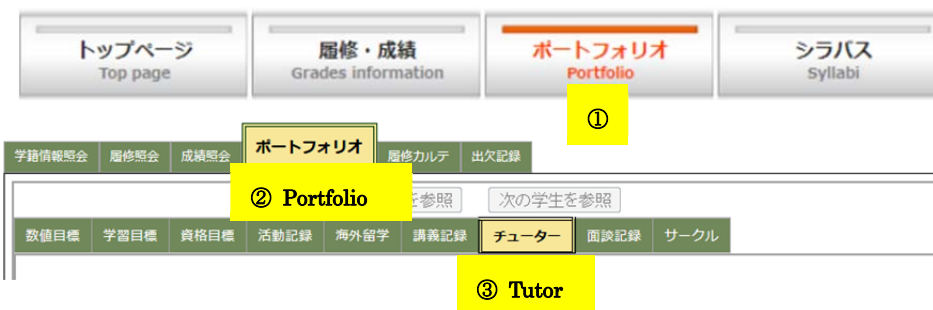 トップページ 履修・成績 ポートフォリオ シラバス
Top page Grades information Portfolio Syllabi
①
学籍情報照会 履修照会 成績照会 ポートフォリオ 履修カルテ 出欠記録
② Portfolio を参照 次の学生を参照
数値目標 学習目標 資格目標 活動記録 海外留学 講義記録 チューター 面談記録 サークル
③ Tutor